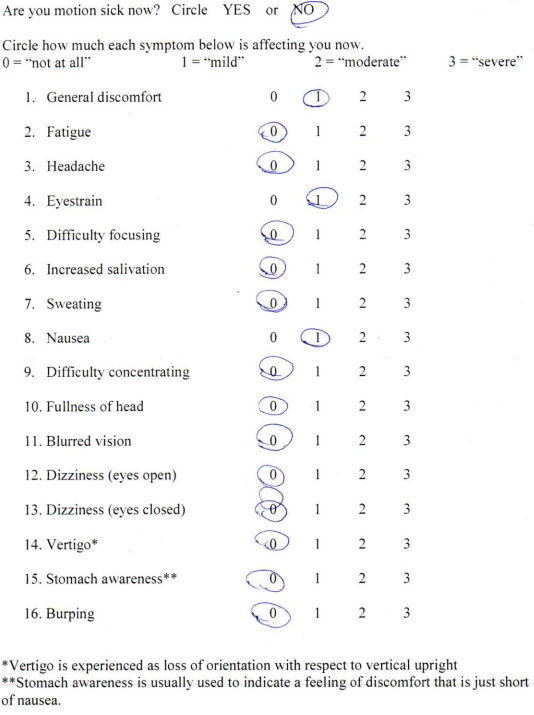 Are you motion sick now? Circle YES or NO
Circle how much each symptom below is affecting you now.
0 = “not at all” 1 = “mild” 2 = “moderate” 3 = “severe”
1. General discomfort 0 1 2 3
2. Fatigue 0 1 2 3
3. Headache 0 1 2 3
4. Eyestrain 0 1 2 3
5. Difficulty focusing 0 1 2 3
6. Increased salivation 0 1 2 3
7. Sweating 0 1 2 3
8. Nausea 0 1 2 3
9. Difficulty concentrating 0 1 2 3
10. Fullness of head 0 1 2 3
11. Blurred vision 0 1 2 3
12. Dizziness (eyes open) 0 1 2 3
13. Dizziness (eyes closed) 0 1 2 3
14. Vertigo* 0 1 2 3
15. Stomach awareness** 0 1 2 3
16. Burping 0 1 2 3
*Vertigo is experienced as loss of orientation with respect to vertical upright
**Stomach awareness is usually used to indicate a feeling of discomfort that is just short
of nausea.